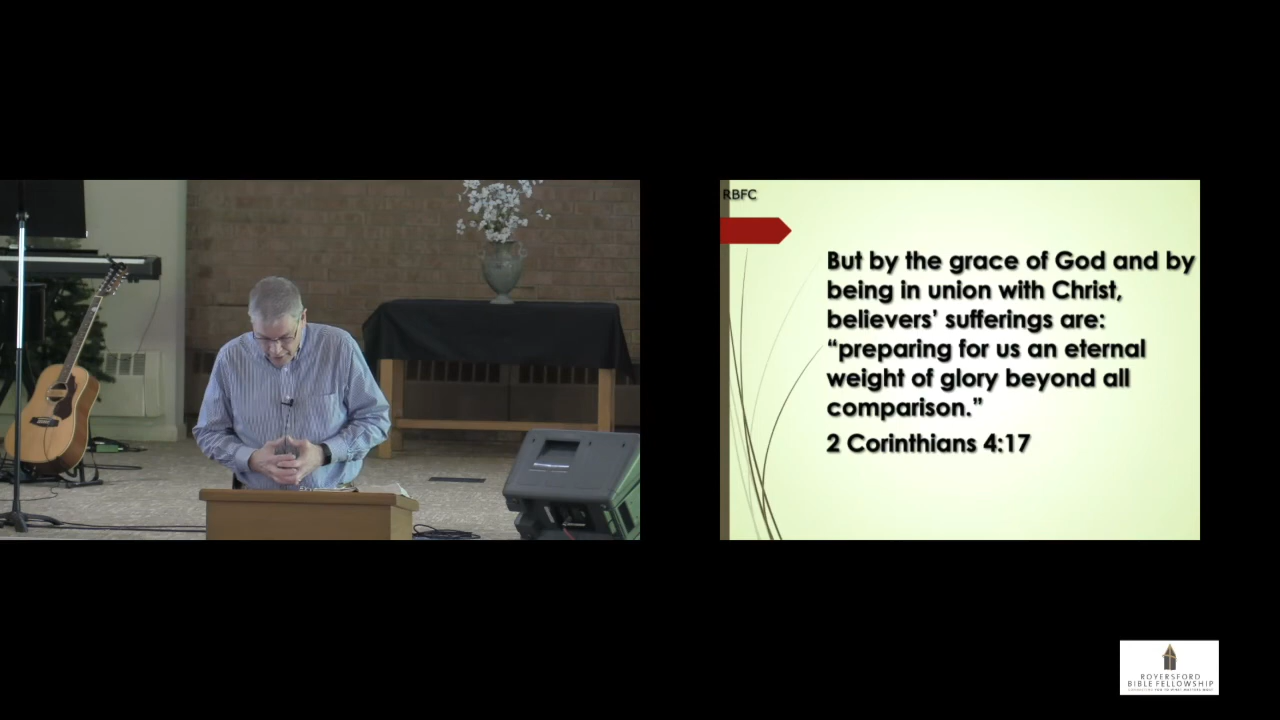 RBFC
But by the grace of God and by
being in union with Christ,
believers’ sufferings are:
“preparing for us an eternal
weight of glory beyond all
comparison.”
2 Corinthians 4:17
ROYERSFORD
BIBLE FELLOWSHIP